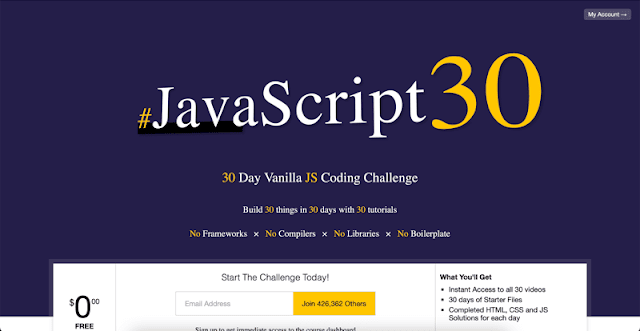 My Account →
#JavaScript30
30 Day Vanilla JS Coding Challenge
Build 30 things in 30 days with 30 tutorials
No Frameworks × No Compilers × No Libraries × No Boilerplate
$0.00
FREE
Start The Challenge Today!
Email Address
Join 426,362 Others
Sign up to get immediate access to the course dashboard
What You'll Get
Instant Access to all 30 videos
30 days of Starter Files
Completed HTML, CSS and JS
Solutions for each day